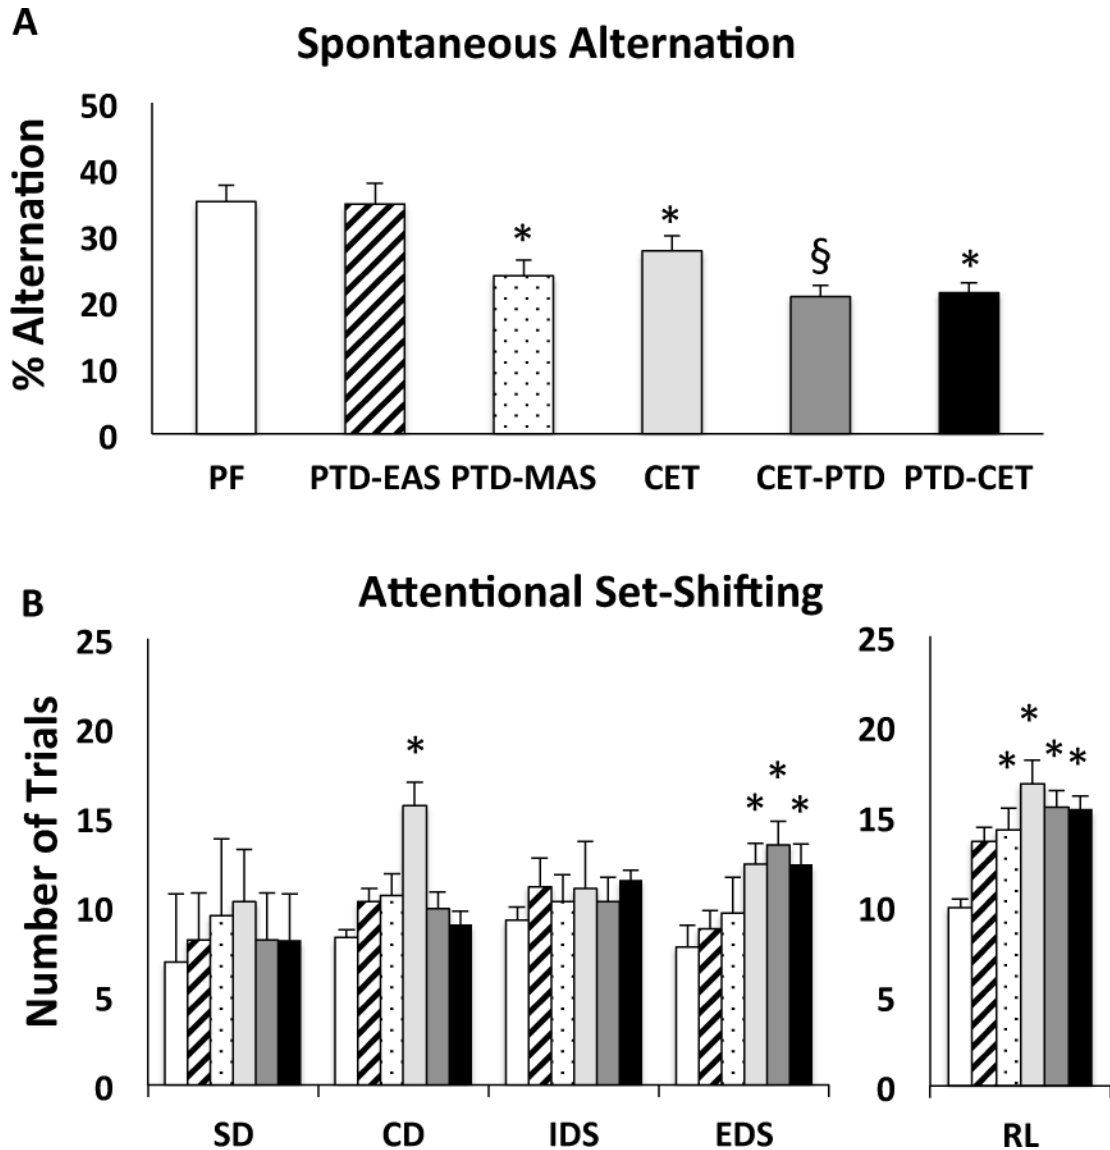 A
Spontaneous Alternation
% Alternation
50
40
30
20
10
0
* * § *
PF PTD-EAS PTD-MAS CET CET-PTD PTD-CET
B
Attentional Set-Shifting
Number of Trials
25
20
15
10
5
0
* * * *
SD CD IDS EDS
25
20
15
10
5
0
* * * *
RL